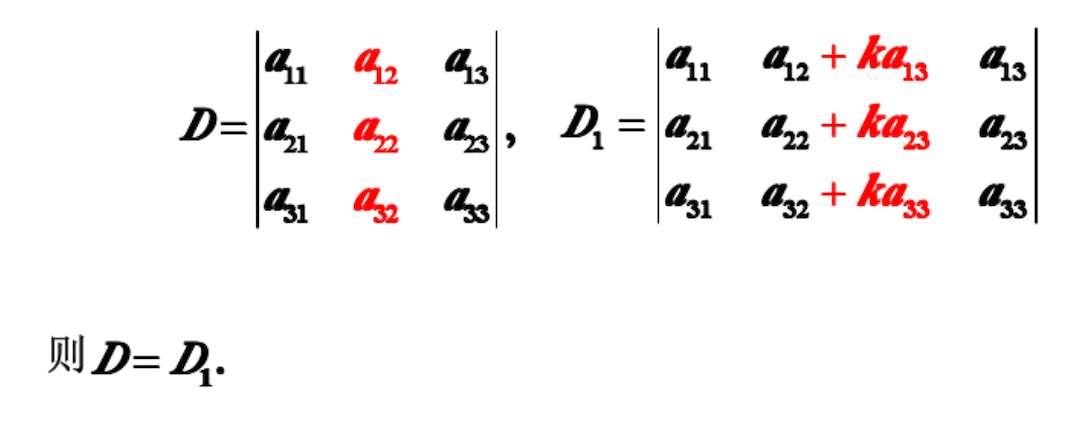 D = | a₁₁ a₁₂ a₁₃ | , D₁ = | a₁₁ a₁₂ + ka₁₃ a₁₃ |
| a₂₁ a₂₂ a₂₃ | | a₂₁ a₂₂ + ka₂₃ a₂₃ |
| a₃₁ a₃₂ a₃₃ | | a₃₁ a₃₂ + ka₃₃ a₃₃ |
则 D = D₁.